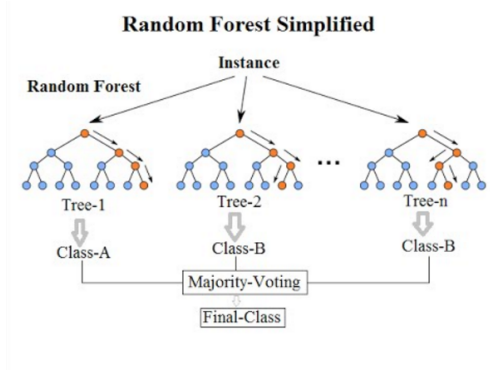 Random Forest Simplified
Instance
Random Forest
...
Tree-1
Tree-2
Tree-n
Class-A
Class-B
Class-B
Majority-Voting
Final-Class